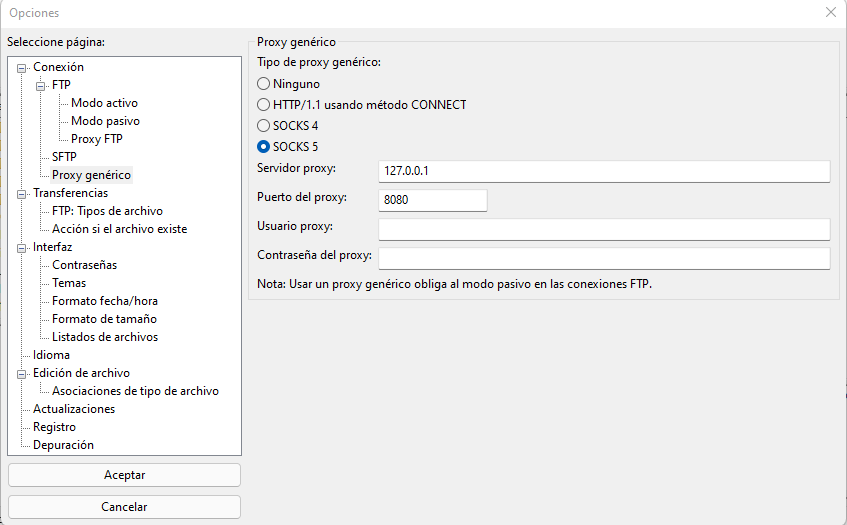 Opciones
Seleccione página:
Conexión
FTP
Modo activo
Modo pasivo
Proxy FTP
SFTP
Proxy genérico
Transferencias
FTP: Tipos de archivo
Acción si el archivo existe
Interfaz
Contraseñas
Temas
Formato fecha/hora
Formato de tamaño
Listados de archivos
Idioma
Edición de archivo
Asociaciones de tipo de archivo
Actualizaciones
Registro
Depuración
Aceptar
Cancelar
Proxy genérico
Tipo de proxy genérico:
Ninguno
HTTP/1.1 usando método CONNECT
SOCKS 4
SOCKS 5
Servidor proxy: 127.0.0.1
Puerto del proxy: 8080
Usuario proxy:
Contraseña del proxy:
Nota: Usar un proxy genérico obliga al modo pasivo en las conexiones FTP.